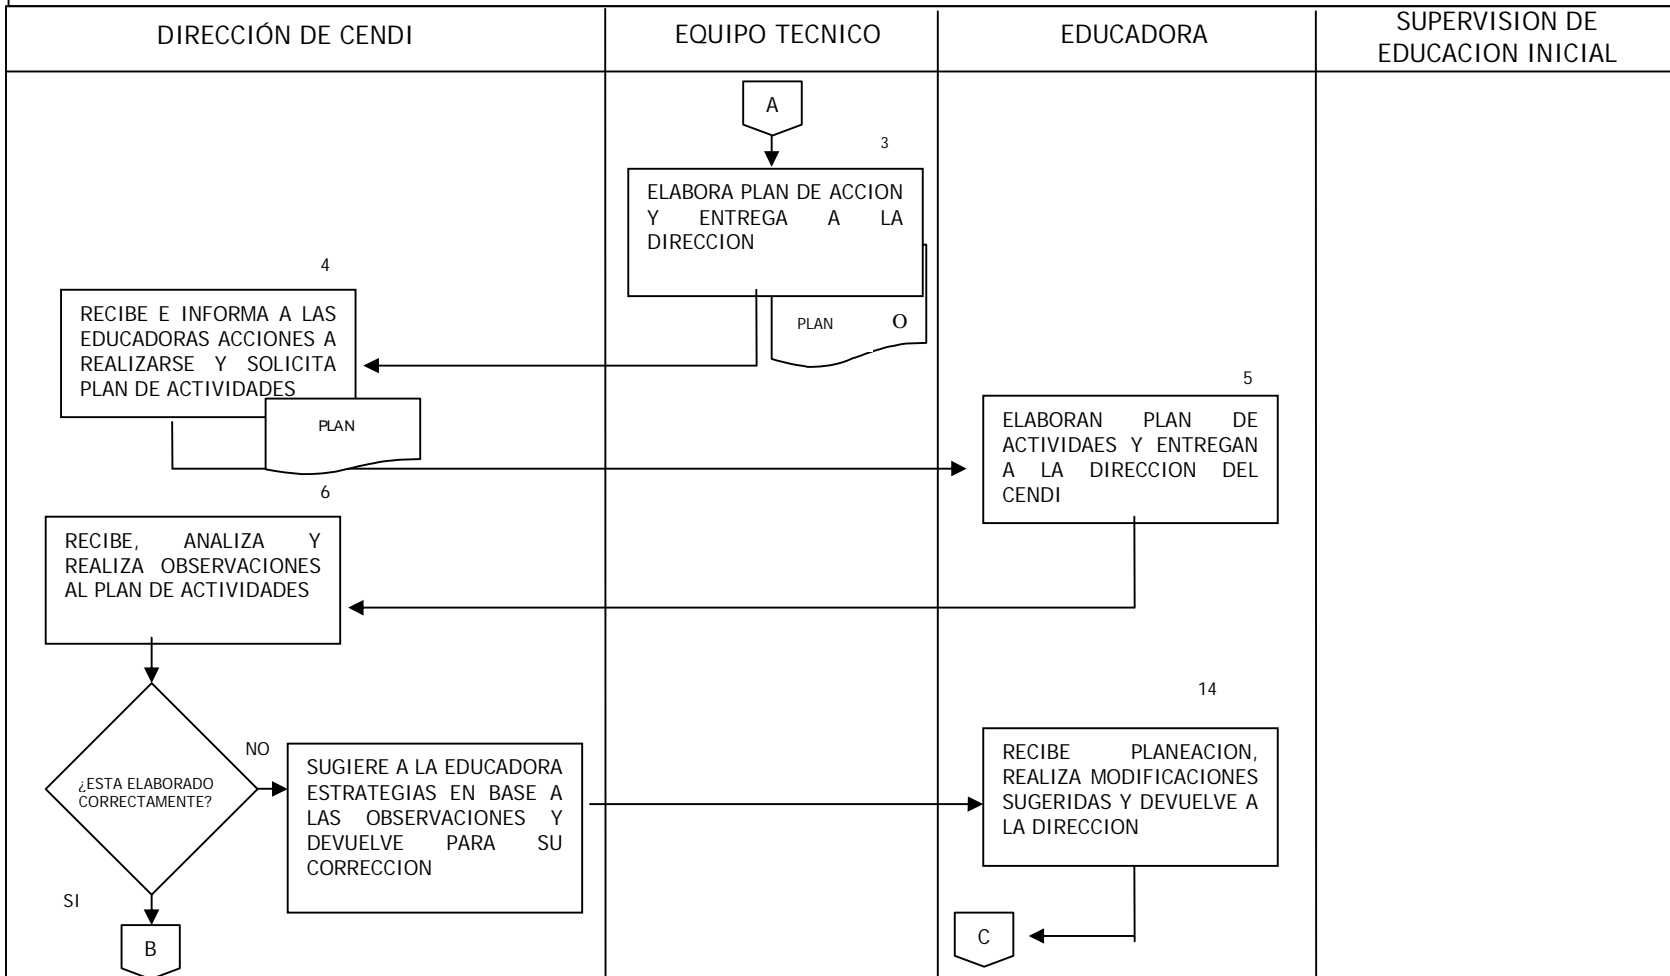 DIRECCIÓN DE CENDI
EQUIPO TECNICO
EDUCADORA
SUPERVISION DE
EDUCACION INICIAL
A
3
ELABORA PLAN DE ACCION
Y ENTREGA A LA
DIRECCION
PLAN O
4
RECIBE E INFORMA A LAS
EDUCADORAS ACCIONES A
REALIZARSE Y SOLICITA
PLAN DE ACTIVIDADES
PLAN
5
ELABORAN PLAN DE
ACTIVIDAES Y ENTREGAN
A LA DIRECCION DEL
CENDI
6
RECIBE, ANALIZA Y
REALIZA OBSERVACIONES
AL PLAN DE ACTIVIDADES
¿ESTA ELABORADO
CORRECTAMENTE?
NO
SI
SUGIERE A LA EDUCADORA
ESTRATEGIAS EN BASE A
LAS OBSERVACIONES Y
DEVUELVE PARA SU
CORRECCION
14
RECIBE PLANEACION,
REALIZA MODIFICACIONES
SUGERIDAS Y DEVUELVE A
LA DIRECCION
B
C